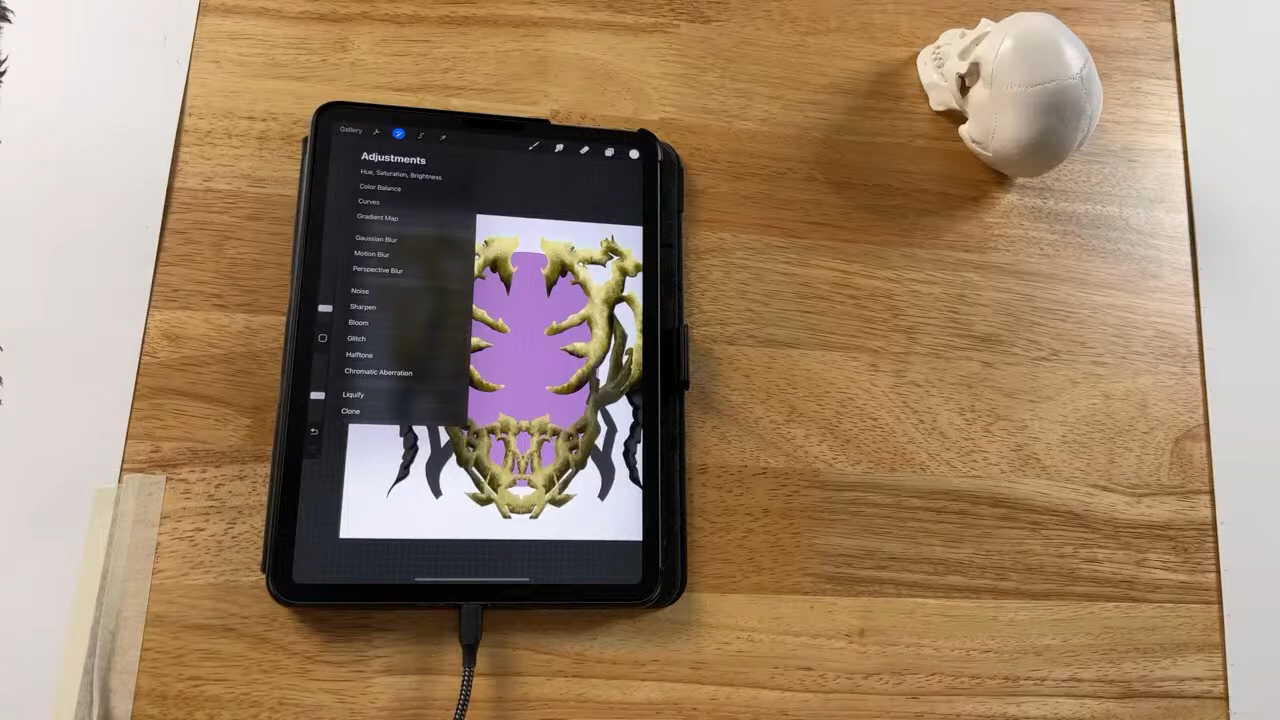 Gallery
Adjustments
Hue, Saturation, Brightness
Color Balance
Curves
Gradient Map
Gaussian Blur
Motion Blur
Perspective Blur
Noise
Sharpen
Bloom
Glitch
Halftone
Chromatic Aberration
Liquify
Clone